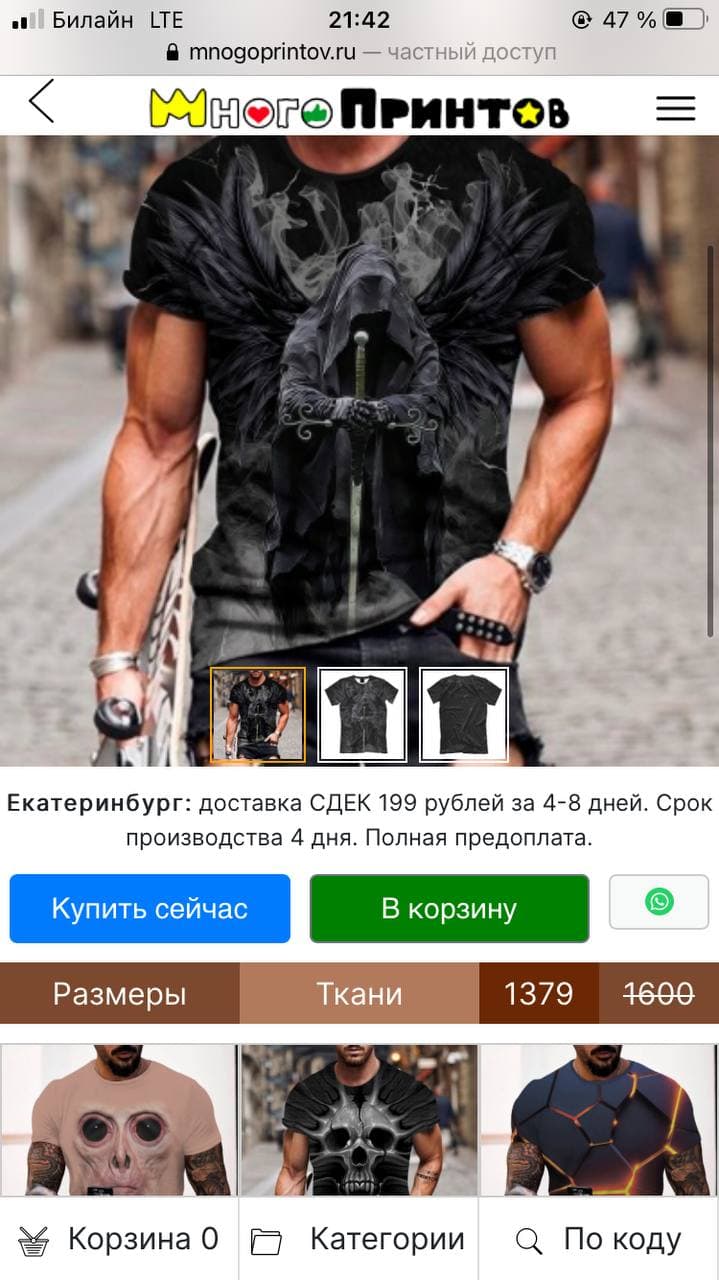 Билайн LTE 21:42 47 %
mnogoprintov.ru — частный доступ
МногоПринтов
Екатеринбург: доставка СДЕК 199 рублей за 4-8 дней. Срок
производства 4 дня. Полная предоплата.
Купить сейчас В корзину
Размеры Ткани 1379 1600
Корзина 0 Категории По коду